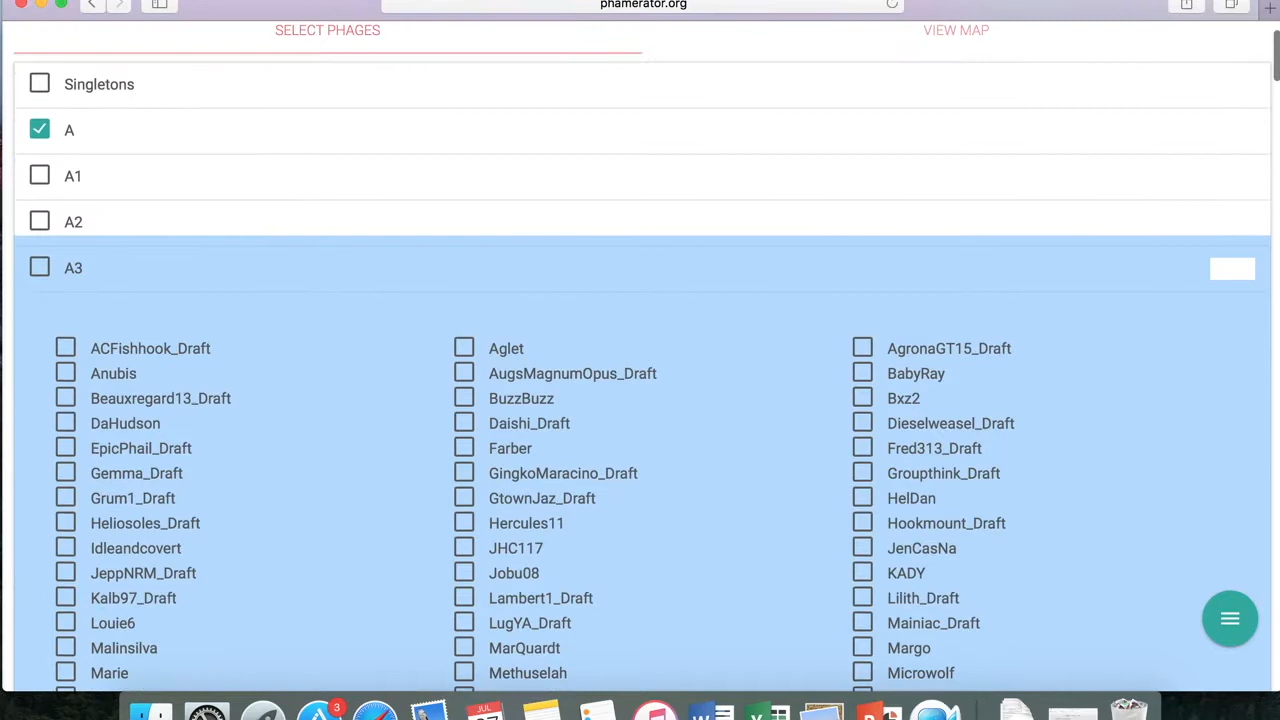 phamerator.org
SELECT PHAGES VIEW MAP
Singletons
A
A1
A2
A3
ACFishhook_Draft Aglet AgronaGT15_Draft
Anubis AugsMagnumOpus_Draft BabyRay
Beauxregard13_Draft BuzzBuzz Bxz2
DaHudson Daishi_Draft Dieselweasel_Draft
EpicPhail_Draft Farber Fred313_Draft
Gemma_Draft GingkoMaracino_Draft Groupthink_Draft
Grum1_Draft GtownJaz_Draft HelDan
Heliosoles_Draft Hercules11 Hookmount_Draft
Idleandcovert JHC117 JenCasNa
JeppNRM_Draft Jobu08 KADY
Kalb97_Draft Lambert1_Draft Lilith_Draft
Louie6 LugYA_Draft Mainiac_Draft
Malinsilva MarQuardt Margo
Marie Methuselah Microwolf
3
JUL